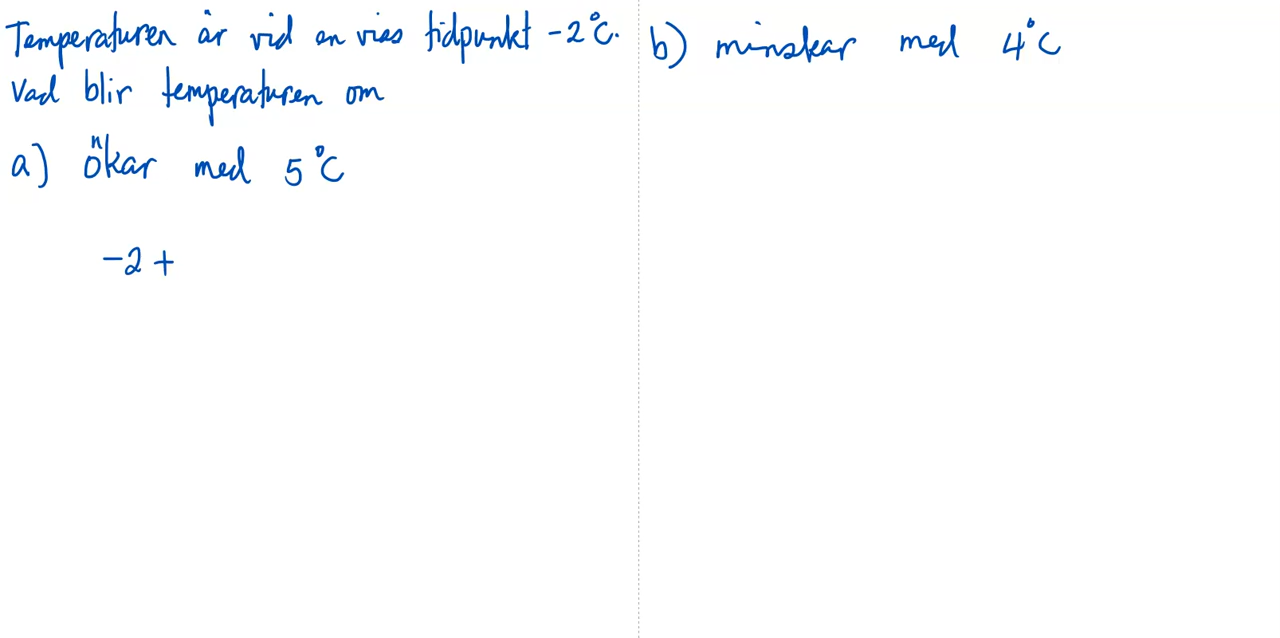 Temperaturen är vid en viss tidpunkt -2°C.
Vad blir temperaturen om
a) ökar med 5°C
-2 +
b) minskar med 4°C